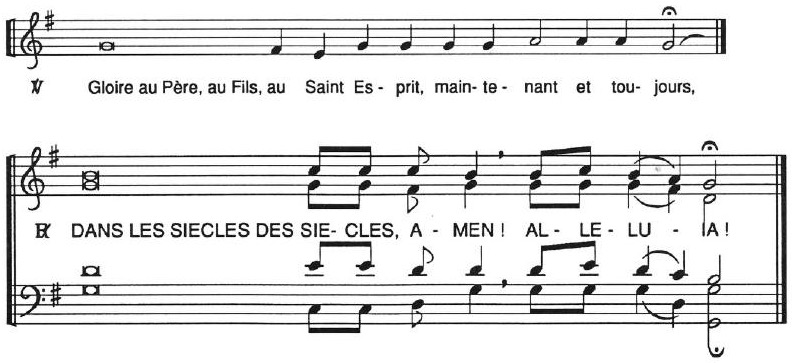 ℣ Gloire au Père, au Fils, au Saint Es - prit, main - te - nant et tou - jours,
℟ DANS LES SIECLES DES SIE - CLES, A - MEN ! AL - LE - LU - IA !